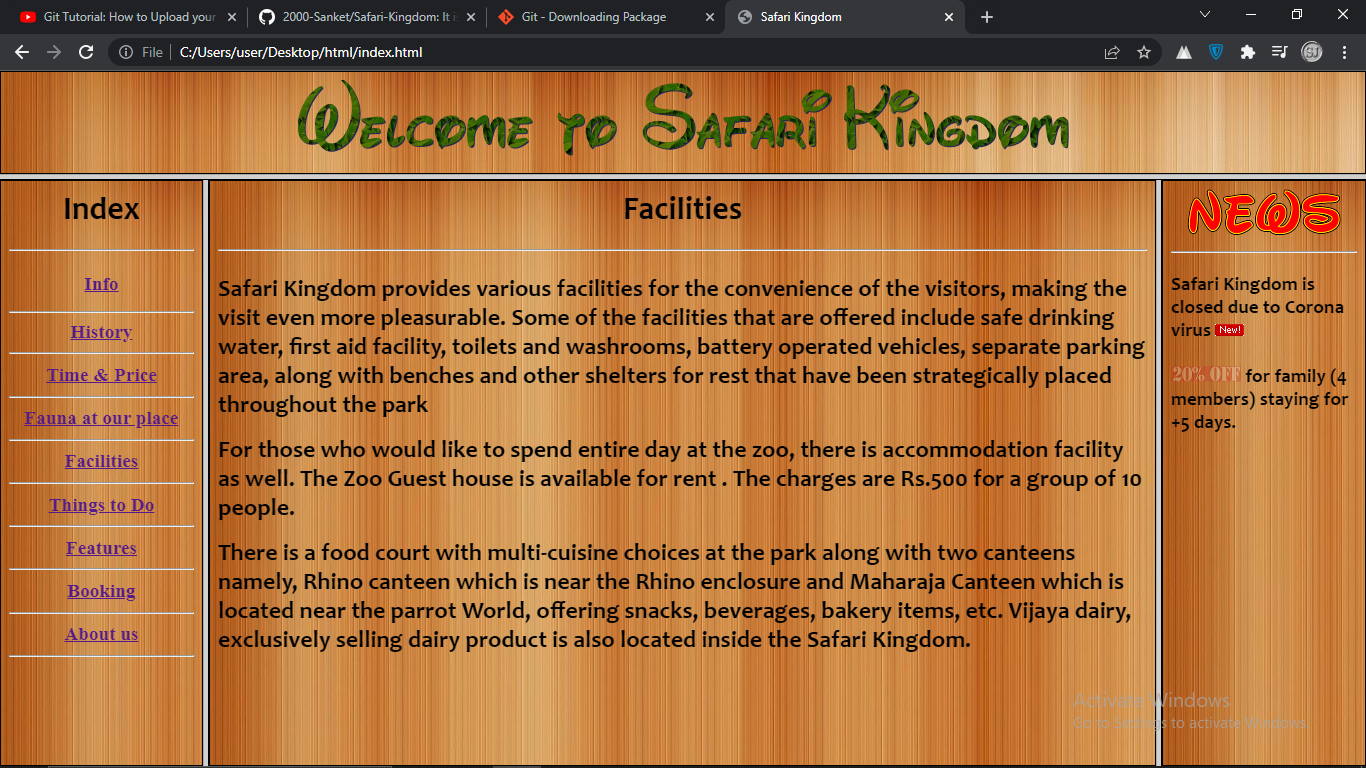 Git Tutorial: How to Upload your
2000-Sanket/Safari-Kingdom: It is
Git - Downloading Package
Safari Kingdom
File
C:/Users/user/Desktop/html/index.html
SJ
Welcome to Safari Kingdom
Index
Info
History
Time & Price
Fauna at our place
Facilities
Things to Do
Features
Booking
About us
Facilities
Safari Kingdom provides various facilities for the convenience of the visitors, making the
visit even more pleasurable. Some of the facilities that are offered include safe drinking
water, first aid facility, toilets and washrooms, battery operated vehicles, separate parking
area, along with benches and other shelters for rest that have been strategically placed
throughout the park
For those who would like to spend entire day at the zoo, there is accommodation facility
as well. The Zoo Guest house is available for rent . The charges are Rs.500 for a group of 10
people.
There is a food court with multi-cuisine choices at the park along with two canteens
namely, Rhino canteen which is near the Rhino enclosure and Maharaja Canteen which is
located near the parrot World, offering snacks, beverages, bakery items, etc. Vijaya dairy,
exclusively selling dairy product is also located inside the Safari Kingdom.
NEWS
Safari Kingdom is
closed due to Corona
virus New!
20% OFF for family (4
members) staying for
+5 days.
Activate Windows
Go to Settings to activate Windows.